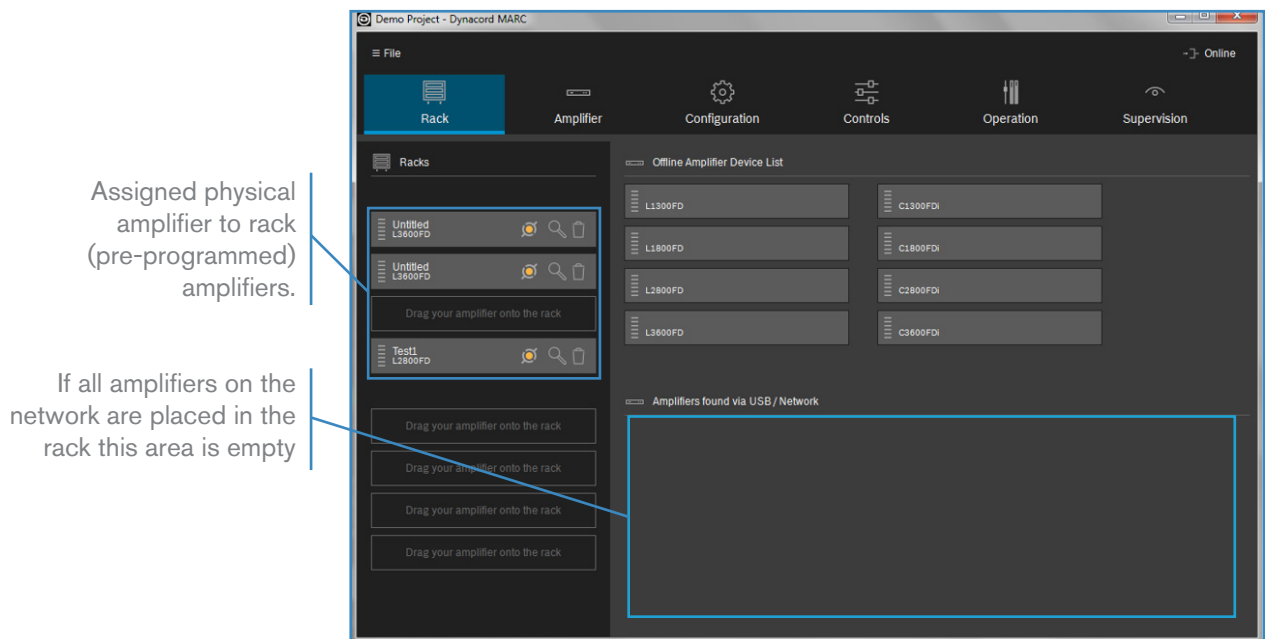 Demo Project - Dynacord MARC
≡ File
Online
Rack
Amplifier
Configuration
Controls
Operation
Supervision
Racks
Offline Amplifier Device List
Assigned physical
amplifier to rack
(pre-programmed)
amplifiers.
Untitled
L3600FD
Untitled
L3600FD
Drag your amplifier onto the rack
Test1
L2800FD
L1300FD
C1300FDi
L1800FD
C1800FDi
L2800FD
C2800FDi
L3600FD
C3600FDi
If all amplifiers on the
network are placed in the
rack this area is empty
Amplifiers found via USB / Network
Drag your amplifier onto the rack
Drag your amplifier onto the rack
Drag your amplifier onto the rack
Drag your amplifier onto the rack